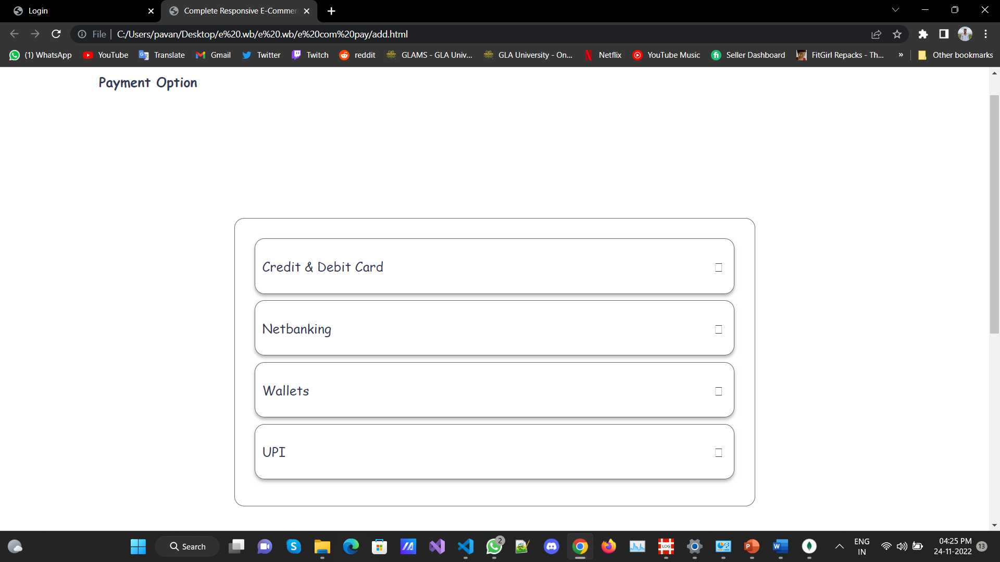 Login
Complete Responsive E-Commer
File
C:/Users/pavan/Desktop/e%20.wb/e%20.wb/e%20com%20pay/add.html
(1) WhatsApp
YouTube
Translate
Gmail
Twitter
Twitch
reddit
GLAMS - GLA Univ...
GLA University - On...
Netflix
YouTube Music
Seller Dashboard
FitGirl Repacks - Th...
»
Other bookmarks
Payment Option
Credit & Debit Card
Netbanking
Wallets
UPI
Search
2
LOG
ENG
IN
04:25 PM
24-11-2022
13